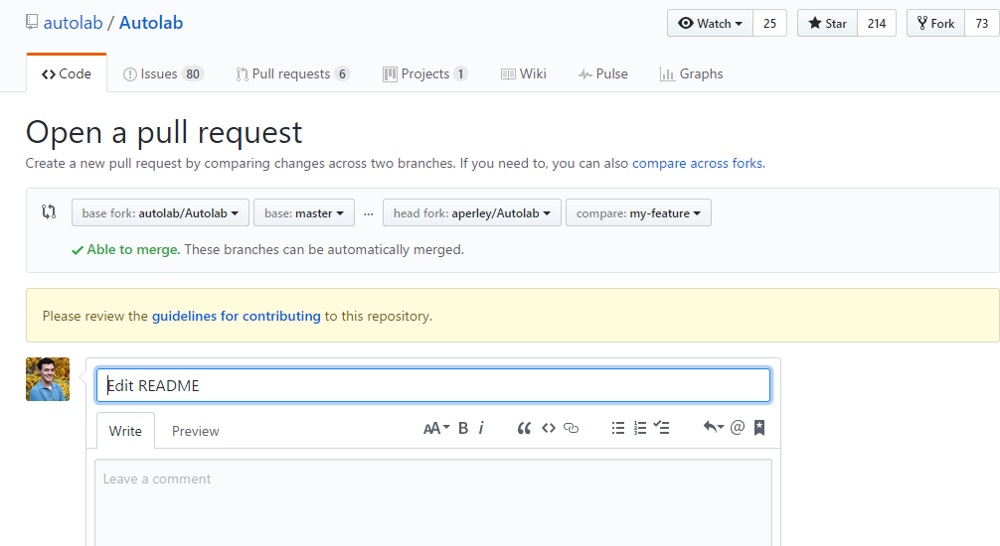 autolab / Autolab
Watch 25 Star 214 Fork 73
Code Issues 80 Pull requests 6 Projects 1 Wiki Pulse Graphs
Open a pull request
Create a new pull request by comparing changes across two branches. If you need to, you can also compare across forks.
base fork: autolab/Autolab base: master ... head fork: aperley/Autolab compare: my-feature
Able to merge. These branches can be automatically merged.
Please review the guidelines for contributing to this repository.
Edit README
Write Preview AA B i “ <> @
Leave a comment